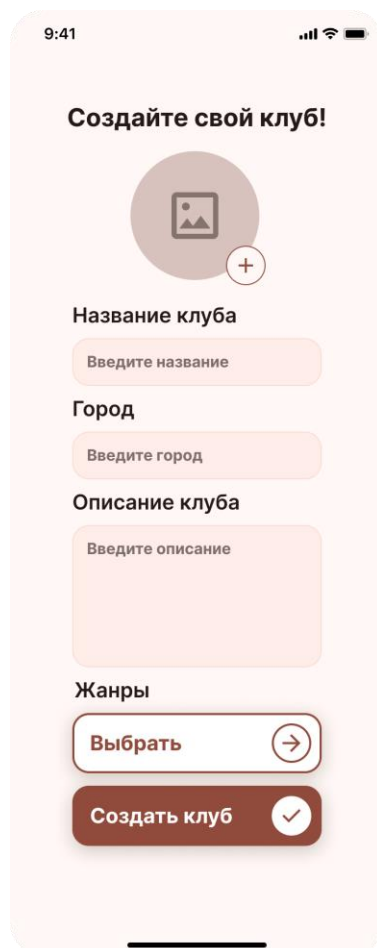 9:41
Создайте свой клуб!
Название клуба
Введите название
Город
Введите город
Описание клуба
Введите описание
Жанры
Выбрать
Создать клуб